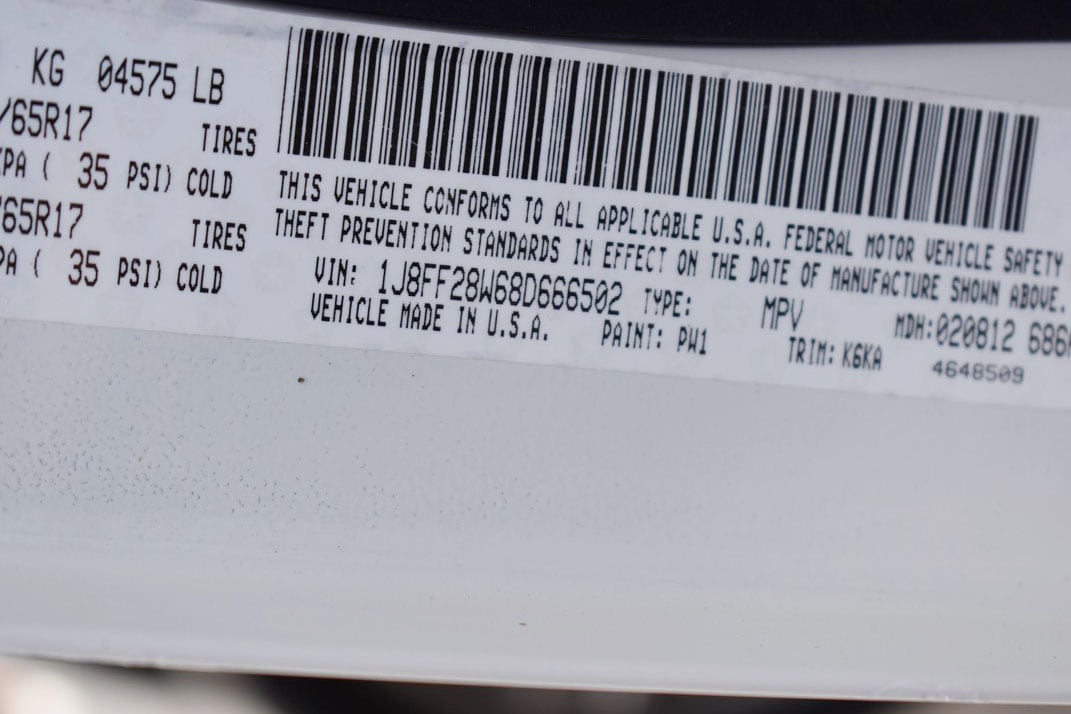 KG 04575 LB
/65R17 TIRES
KPA ( 35 PSI) COLD
/65R17 TIRES
PA ( 35 PSI) COLD
THIS VEHICLE CONFORMS TO ALL APPLICABLE U.S.A. FEDERAL MOTOR VEHICLE SAFETY
THEFT PREVENTION STANDARDS IN EFFECT ON THE DATE OF MANUFACTURE SHOWN ABOVE.
VIN: 1J8FF28W68D666502 TYPE: MPV MDH:020812 686
VEHICLE MADE IN U.S.A. PAINT: PW1 TRIM: K6KA 4648509